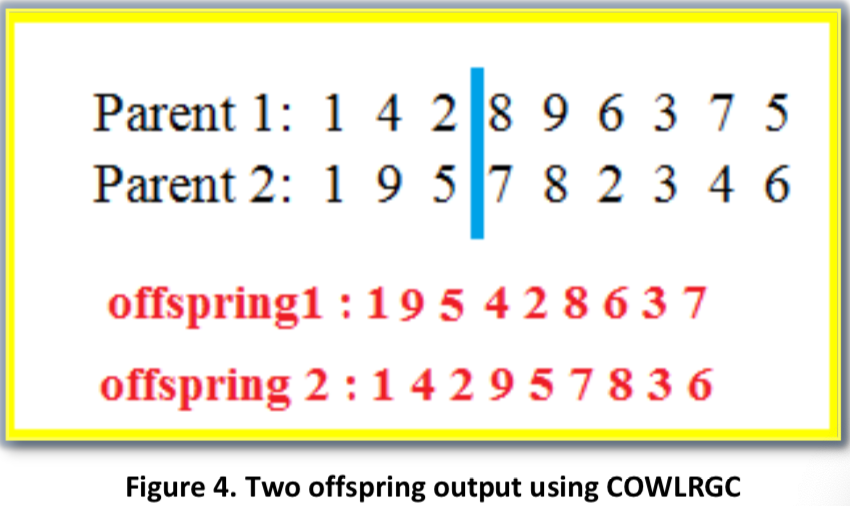 Parent 1: 1 4 2 8 9 6 3 7 5
Parent 2: 1 9 5 7 8 2 3 4 6
offspring1 : 1 9 5 4 2 8 6 3 7
offspring 2 : 1 4 2 9 5 7 8 3 6
Figure 4. Two offspring output using COWLRGC